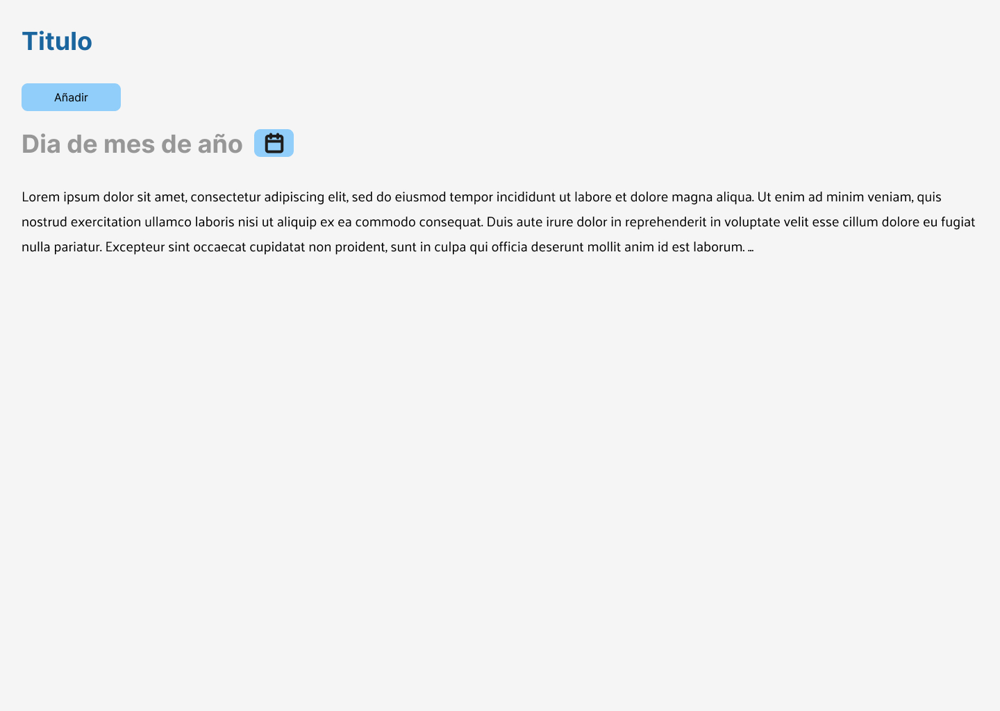 Titulo
Añadir
Dia de mes de año
Lorem ipsum dolor sit amet, consectetur adipiscing elit, sed do eiusmod tempor incididunt ut labore et dolore magna aliqua. Ut enim ad minim veniam, quis
nostrud exercitation ullamco laboris nisi ut aliquip ex ea commodo consequat. Duis aute irure dolor in reprehenderit in voluptate velit esse cillum dolore eu fugiat
nulla pariatur. Excepteur sint occaecat cupidatat non proident, sunt in culpa qui officia deserunt mollit anim id est laborum. ...